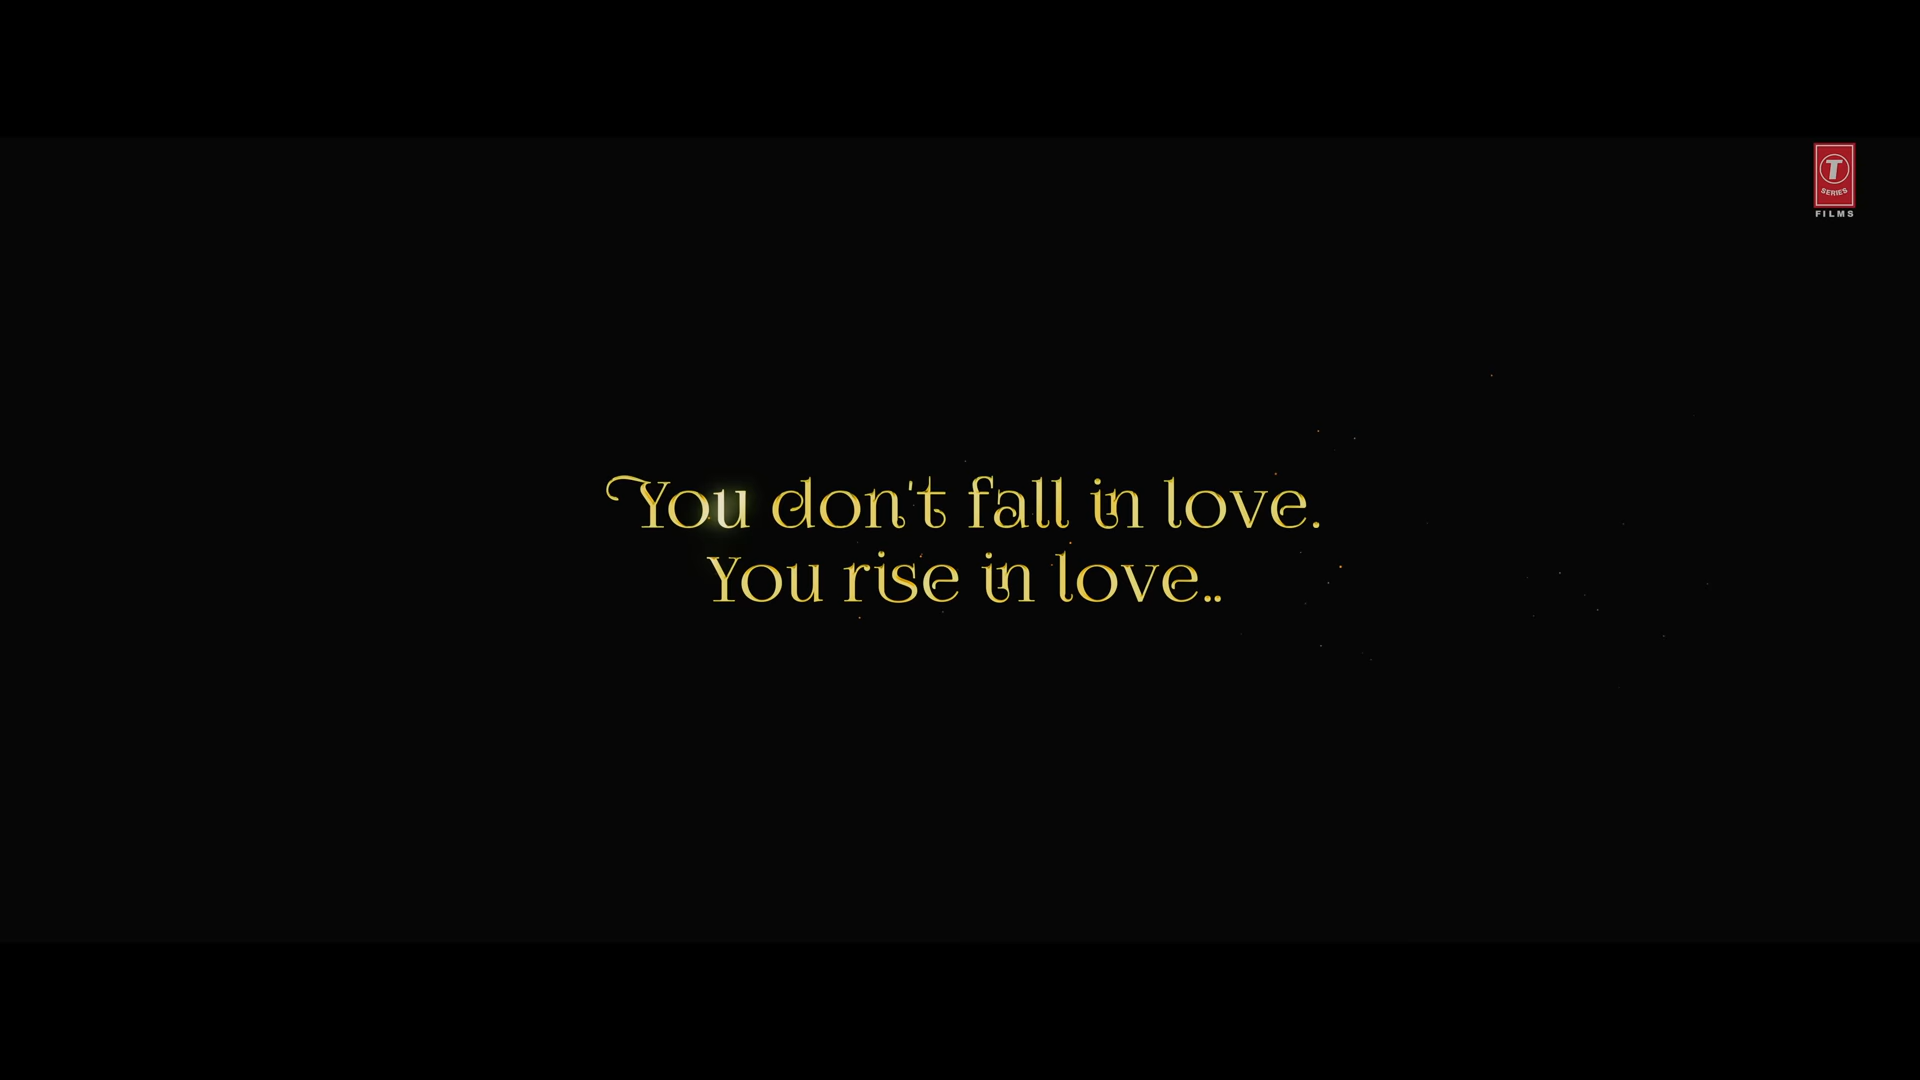 T
SERIES
FILMS
You don't fall in love.
You rise in love..